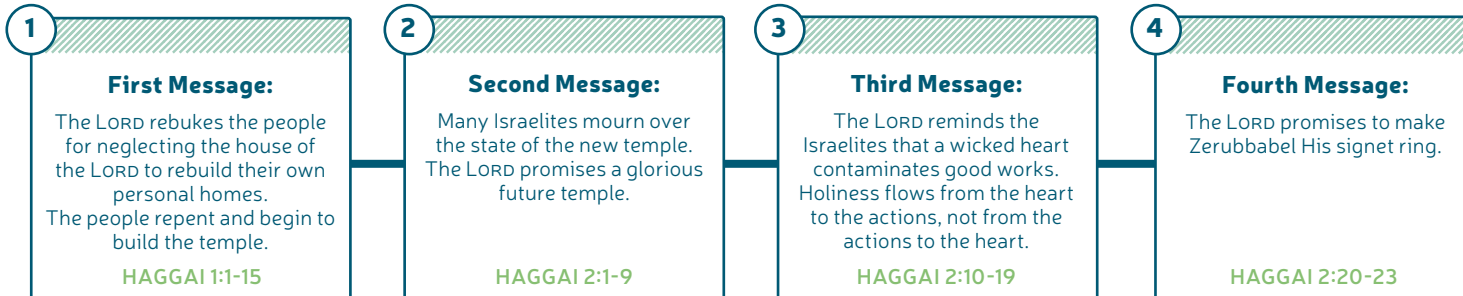 1
First Message:
The LORD rebukes the people
for neglecting the house of
the LORD to rebuild their own
personal homes.
The people repent and begin to
build the temple.
HAGGAI 1:1-15
2
Second Message:
Many Israelites mourn over
the state of the new temple.
The LORD promises a glorious
future temple.
HAGGAI 2:1-9
3
Third Message:
The LORD reminds the
Israelites that a wicked heart
contaminates good works.
Holiness flows from the heart
to the actions, not from the
actions to the heart.
HAGGAI 2:10-19
4
Fourth Message:
The LORD promises to make
Zerubbabel His signet ring.
HAGGAI 2:20-23